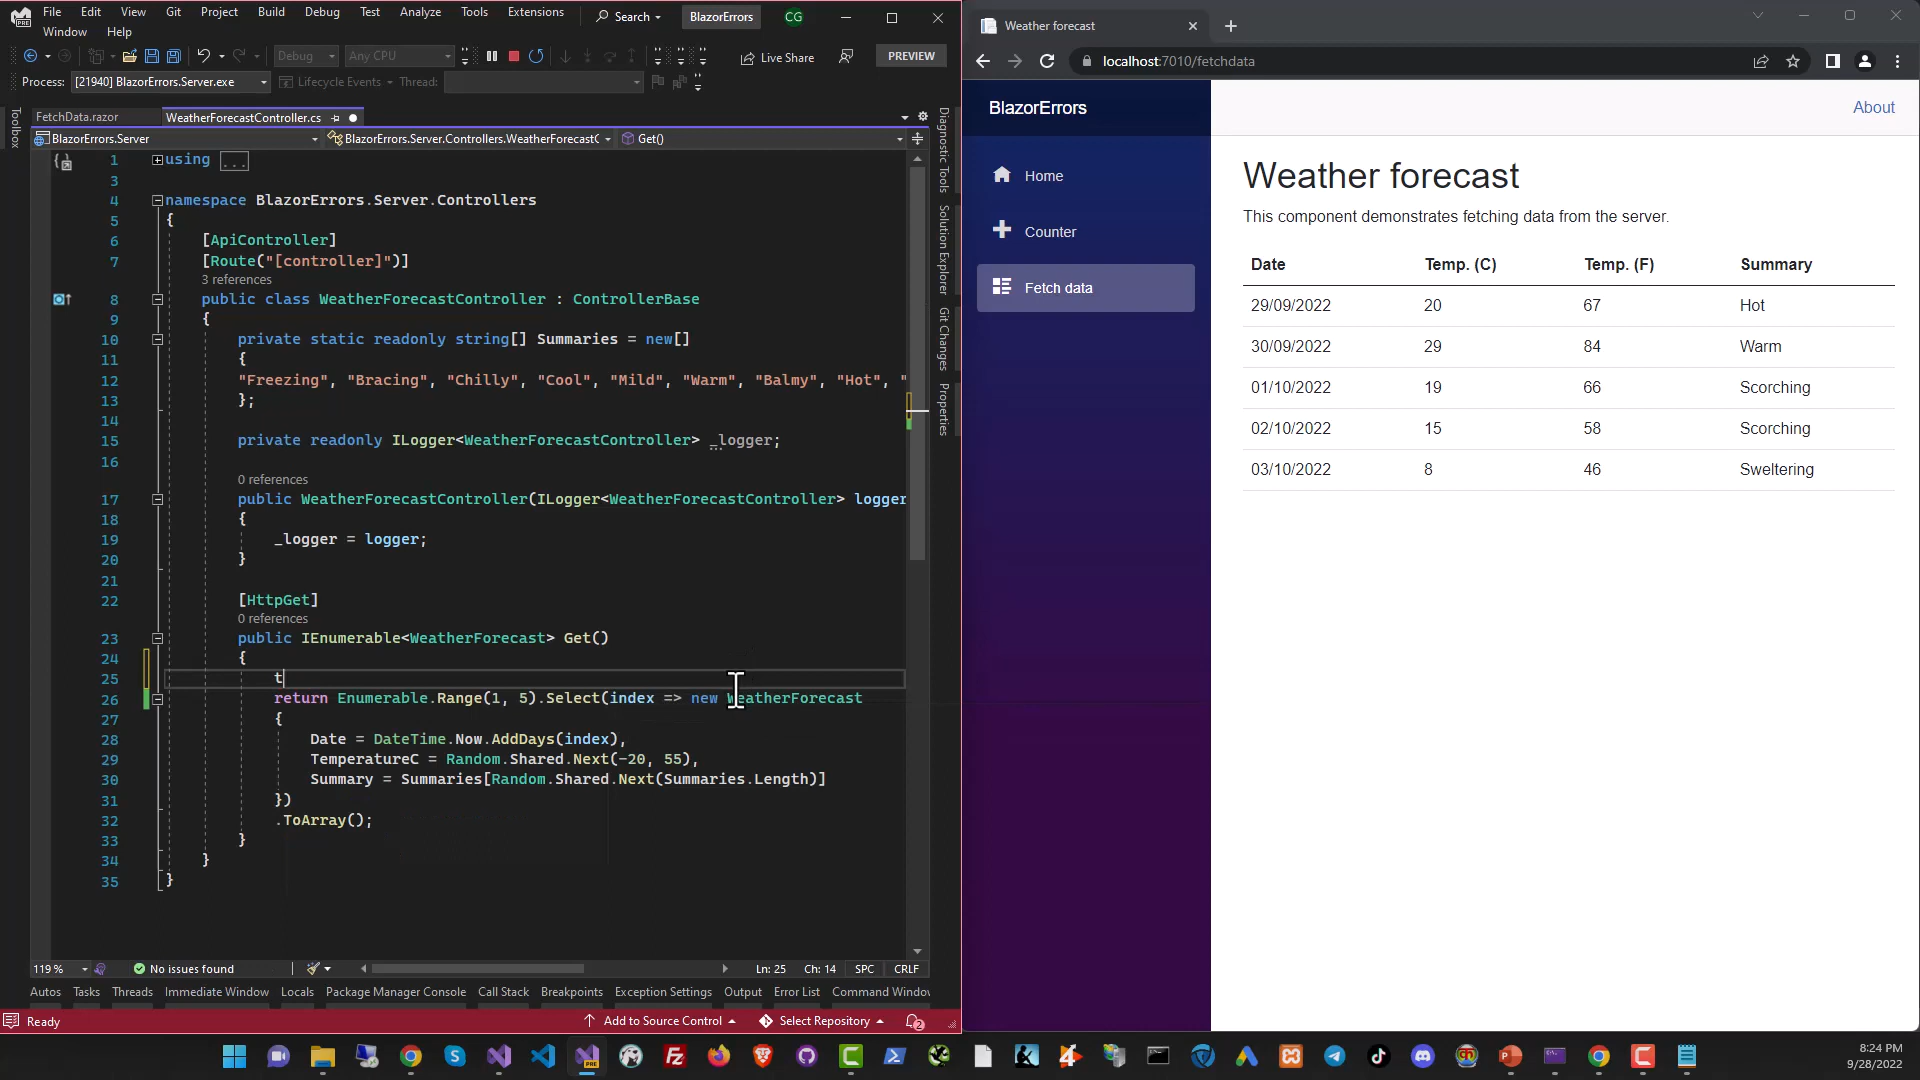 File Edit View Git Project Build Debug Test Analyze Tools Extensions Search BlazorErrors CG
Window Help
Debug Any CPU Live Share PREVIEW
Process: [21940] BlazorErrors.Server.exe Lifecycle Events Thread:
Toolbox
FetchData.razor WeatherForecastController.cs
BlazorErrors.Server BlazorErrors.Server.Controllers.WeatherForecastC Get()
1 using ...
3
4 namespace BlazorErrors.Server.Controllers
5 {
6 [ApiController]
7 [Route("[controller]")]
3 references
8 public class WeatherForecastController : ControllerBase
9 {
10 private static readonly string[] Summaries = new[]
11 {
12 "Freezing", "Bracing", "Chilly", "Cool", "Mild", "Warm", "Balmy", "Hot", "
13 };
14
15 private readonly ILogger<WeatherForecastController> _logger;
16
0 references
17 public WeatherForecastController(ILogger<WeatherForecastController> logger
18 {
19 _logger = logger;
20 }
21
22 [HttpGet]
0 references
23 public IEnumerable<WeatherForecast> Get()
24 {
25 t
26 return Enumerable.Range(1, 5).Select(index => new WeatherForecast
27 {
28 Date = DateTime.Now.AddDays(index),
29 TemperatureC = Random.Shared.Next(-20, 55),
30 Summary = Summaries[Random.Shared.Next(Summaries.Length)]
31 })
32 .ToArray();
33 }
34 }
35 }
Diagnostic Tools
Solution Explorer
Git Changes
Properties
119 % No issues found Ln: 25 Ch: 14 SPC CRLF
Autos Tasks Threads Immediate Window Locals Package Manager Console Call Stack Breakpoints Exception Settings Output Error List Command Window
Ready Add to Source Control Select Repository 2
Weather forecast
localhost:7010/fetchdata
BlazorErrors
About
Home
Counter
Fetch data
Weather forecast
This component demonstrates fetching data from the server.
Date Temp. (C) Temp. (F) Summary
29/09/2022 20 67 Hot
30/09/2022 29 84 Warm
01/10/2022 19 66 Scorching
02/10/2022 15 58 Scorching
03/10/2022 8 46 Sweltering
8:24 PM
9/28/2022